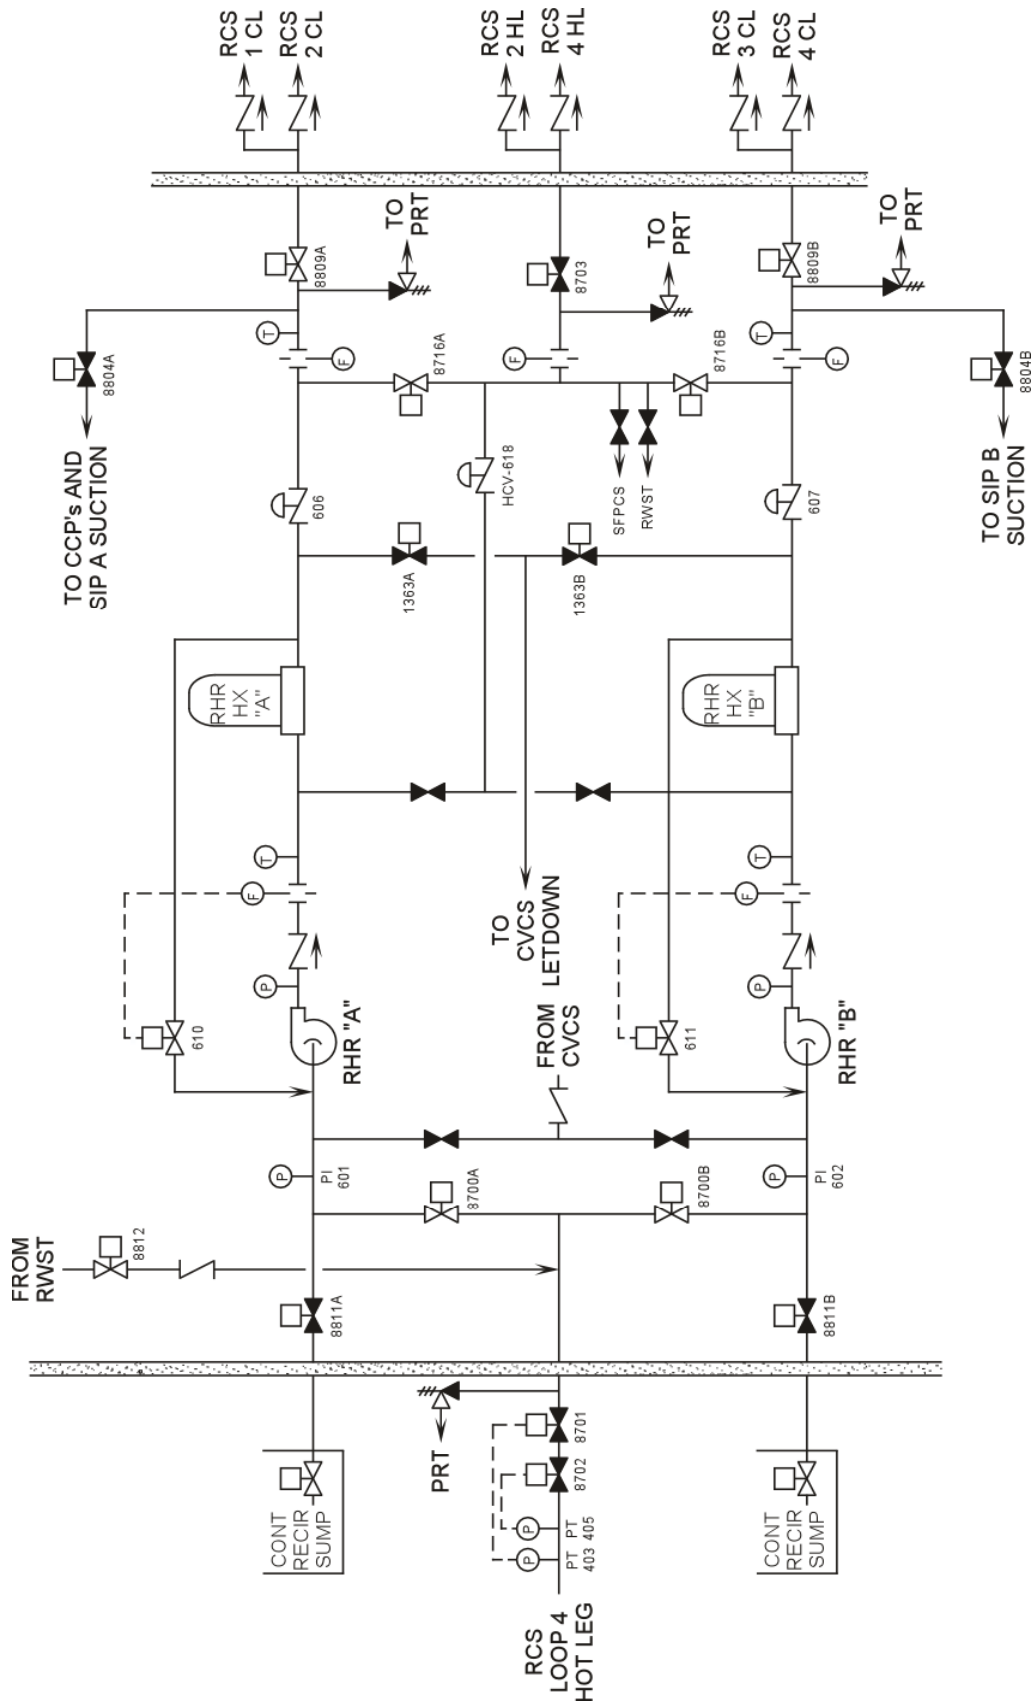 RCS
1 CL
RCS
2 CL
RCS
2 HL
RCS
4 HL
RCS
3 CL
RCS
4 CL
TO
PRT
TO
PRT
TO
PRT
8809A
8703
8809B
T
T
F
F
F
8804A
8716A
8716B
8804B
TO CCP's AND
SIP A SUCTION
TO SIP B
SUCTION
606
HCV-618
SFPCS
RWST
607
1363A
1363B
RHR
HX
"A"
RHR
HX
"B"
T
T
F
F
TO
CVCS
LETDOWN
P
P
610
611
RHR "A"
RHR "B"
FROM
CVCS
P
PI
601
P
PI
602
8700A
8700B
FROM
RWST
8812
8811A
8811B
PRT
8701
8702
CONT
RECIR
SUMP
CONT
RECIR
SUMP
P
P
PT
403
PT
405
RCS
LOOP 4
HOT LEG